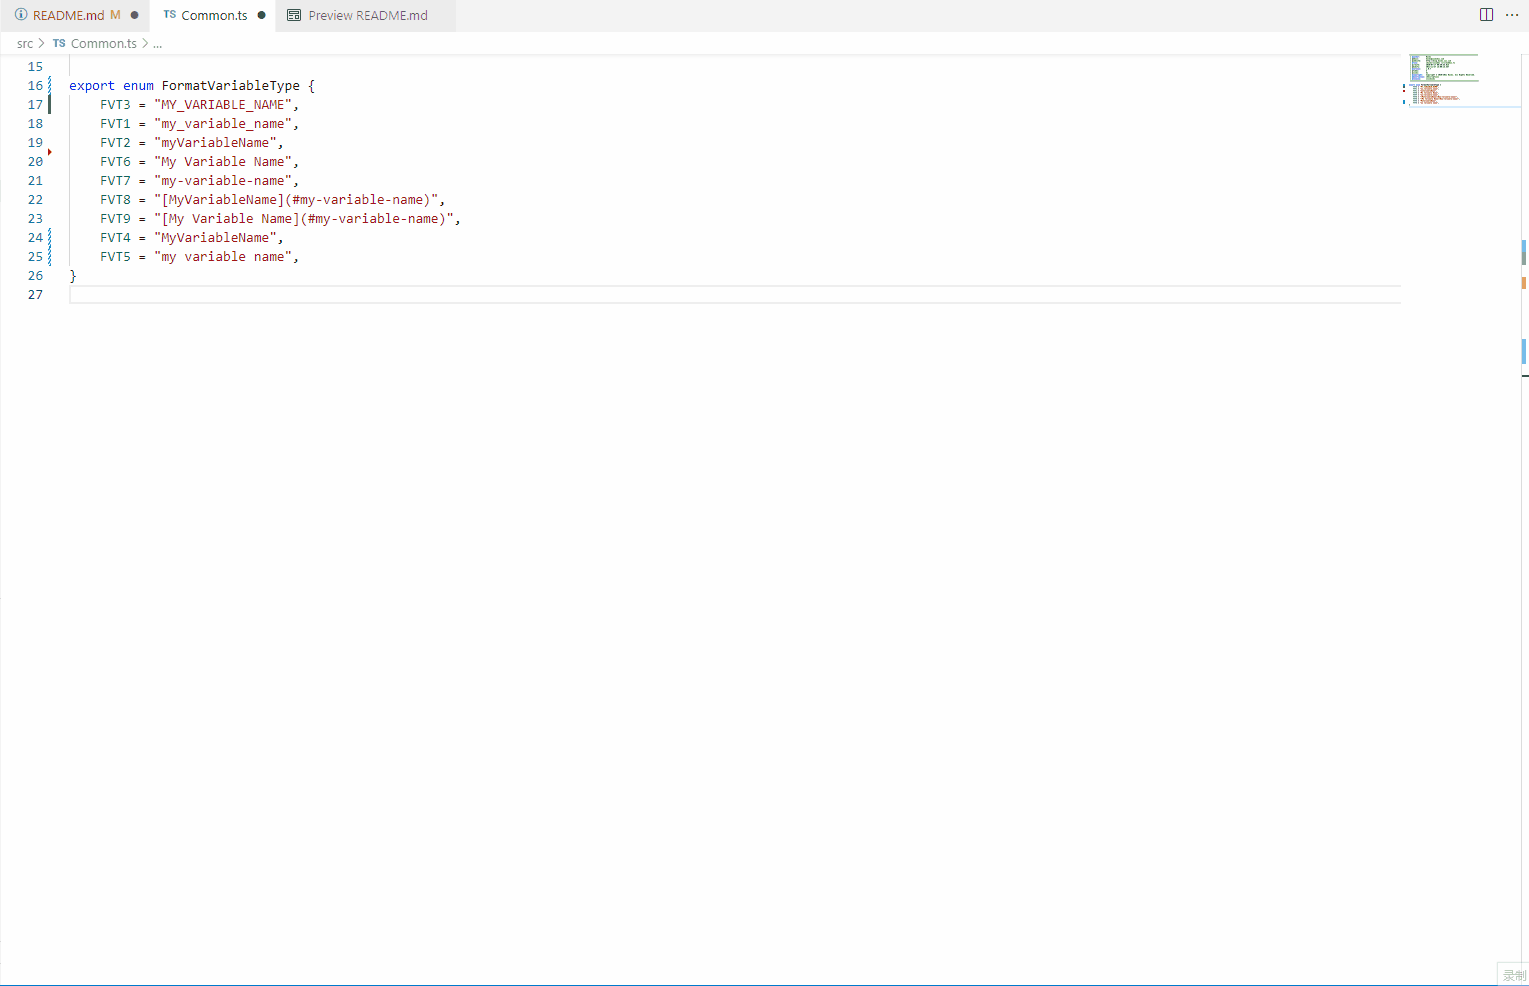 README.md M
TS Common.ts
Preview README.md
src > TS Common.ts > ...
15
16 export enum FormatVariableType {
17 FVT3 = "MY_VARIABLE_NAME",
18 FVT1 = "my_variable_name",
19 FVT2 = "myVariableName",
20 FVT6 = "My Variable Name",
21 FVT7 = "my-variable-name",
22 FVT8 = "[MyVariableName](#my-variable-name)",
23 FVT9 = "[My Variable Name](#my-variable-name)",
24 FVT4 = "MyVariableName",
25 FVT5 = "my variable name",
26 }
27
录制